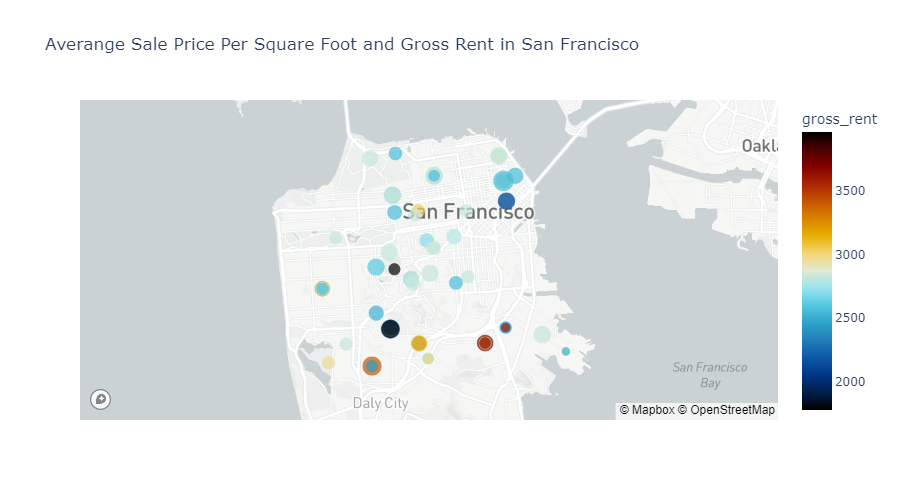 Averange Sale Price Per Square Foot and Gross Rent in San Francisco
gross_rent
3500
3000
2500
2000
San Francisco
San Francisco
Bay
Daly City
© Mapbox © OpenStreetMap